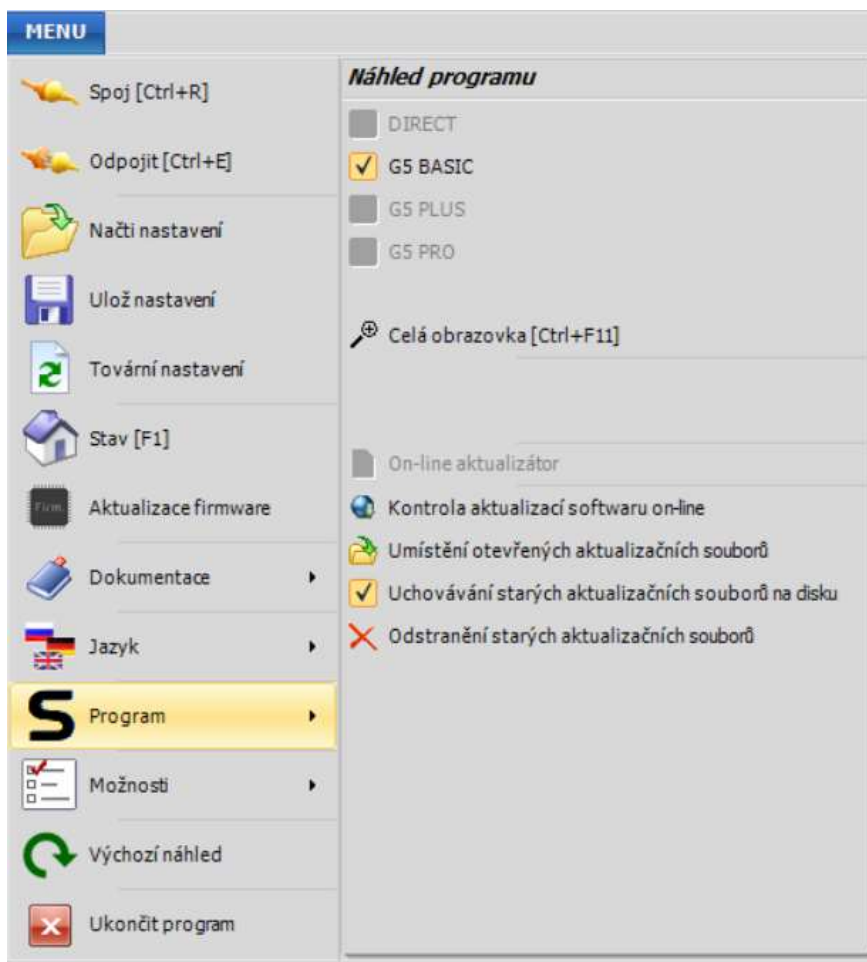 MENU
Spoj [Ctrl+R]
Odpojit [Ctrl+E]
Načti nastavení
Ulož nastavení
Tovární nastavení
Stav [F1]
Firm
Aktualizace firmware
Dokumentace
Jazyk
S Program
Možnosti
Výchozí náhled
Ukončit program
Náhled programu
DIRECT
G5 BASIC
G5 PLUS
G5 PRO
Celá obrazovka [Ctrl+F11]
On-line aktualizátor
Kontrola aktualizací softwaru on-line
Umístění otevřených aktualizačních souborů
Uchovávání starých aktualizačních souborů na disku
Odstranění starých aktualizačních souborů